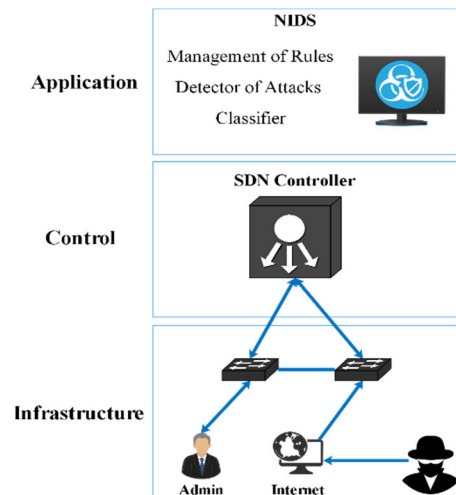 NIDS
Management of Rules
Application
Detector of Attacks
Classifier
SDN Controller
Control
Infrastructure
Admin
Internet